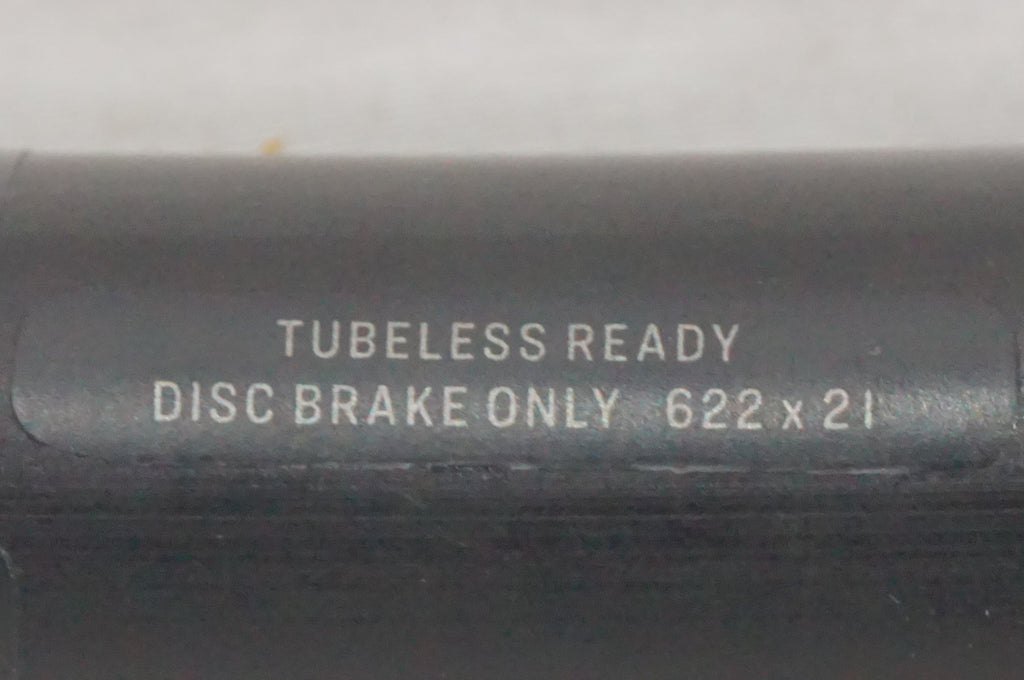 TUBELESS READY
DISC BRAKE ONLY 622 x 21